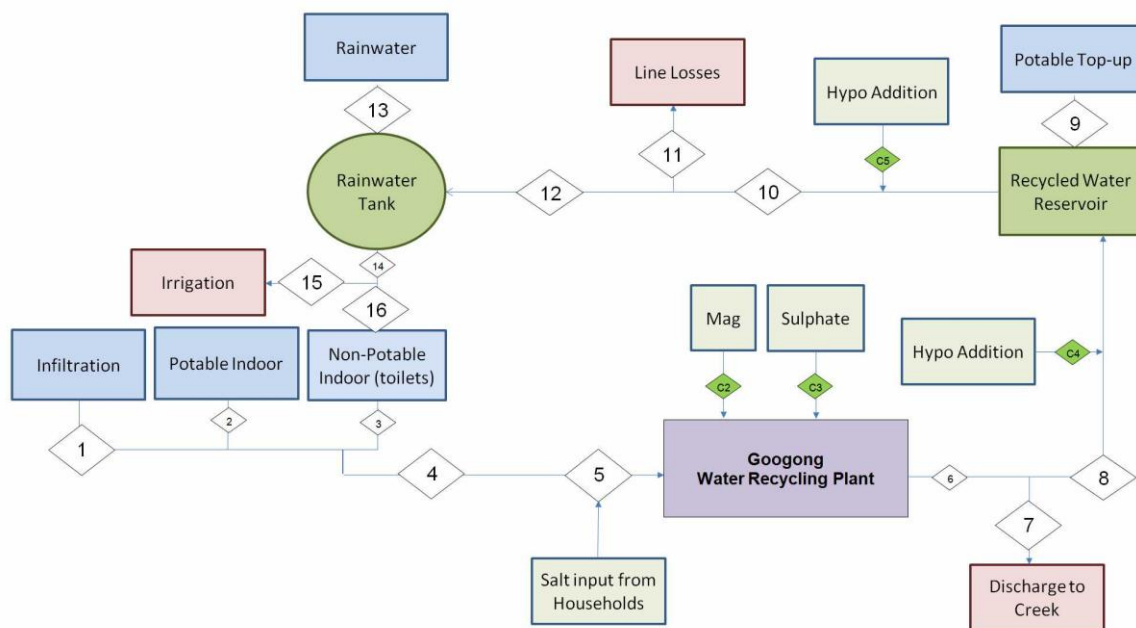 Rainwater
Line Losses
Hypo Addition
Potable Top-up
13
11
C5
9
Rainwater
Tank
12
10
Recycled Water
Reservoir
14
Irrigation
15
16
Mag
Sulphate
Hypo Addition
C4
Infiltration
Potable Indoor
Non-Potable
Indoor (toilets)
C2
C3
1
2
3
4
5
Googong
Water Recycling Plant
6
8
7
Salt input from
Households
Discharge to
Creek